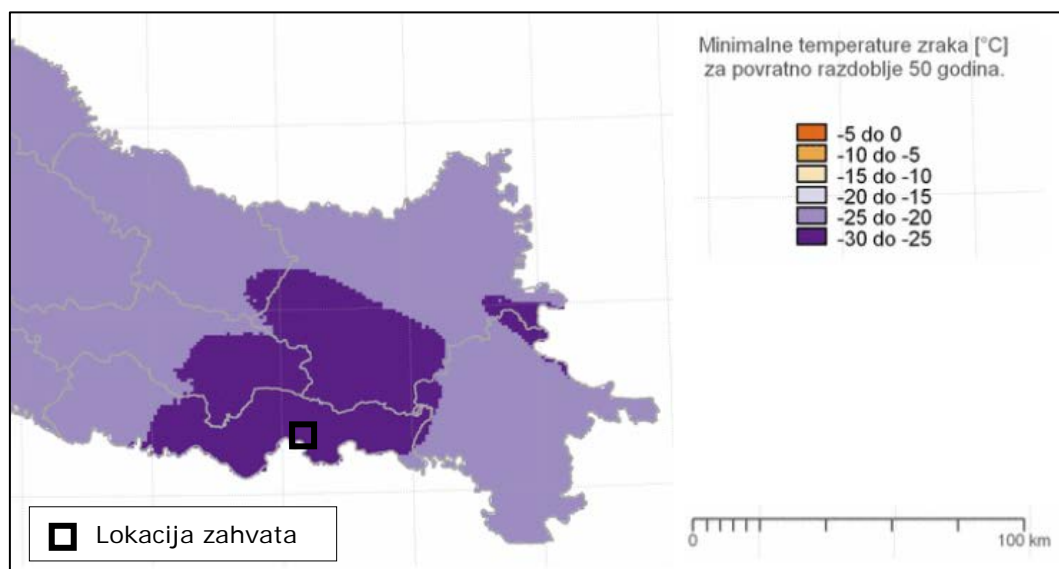 Minimalne temperature zraka [°C]
za povratno razdoblje 50 godina.
-5 do 0
-10 do -5
-15 do -10
-20 do -15
-25 do -20
-30 do -25
Lokacija zahvata
0 100 km